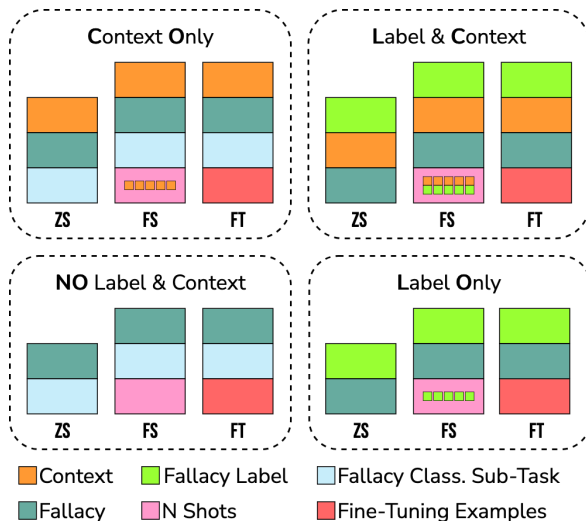 Context Only
Label & Context
ZS FS FT
ZS FS FT
NO Label & Context
Label Only
ZS FS FT
ZS FS FT
Context Fallacy Label Fallacy Class. Sub-Task
Fallacy N Shots Fine-Tuning Examples